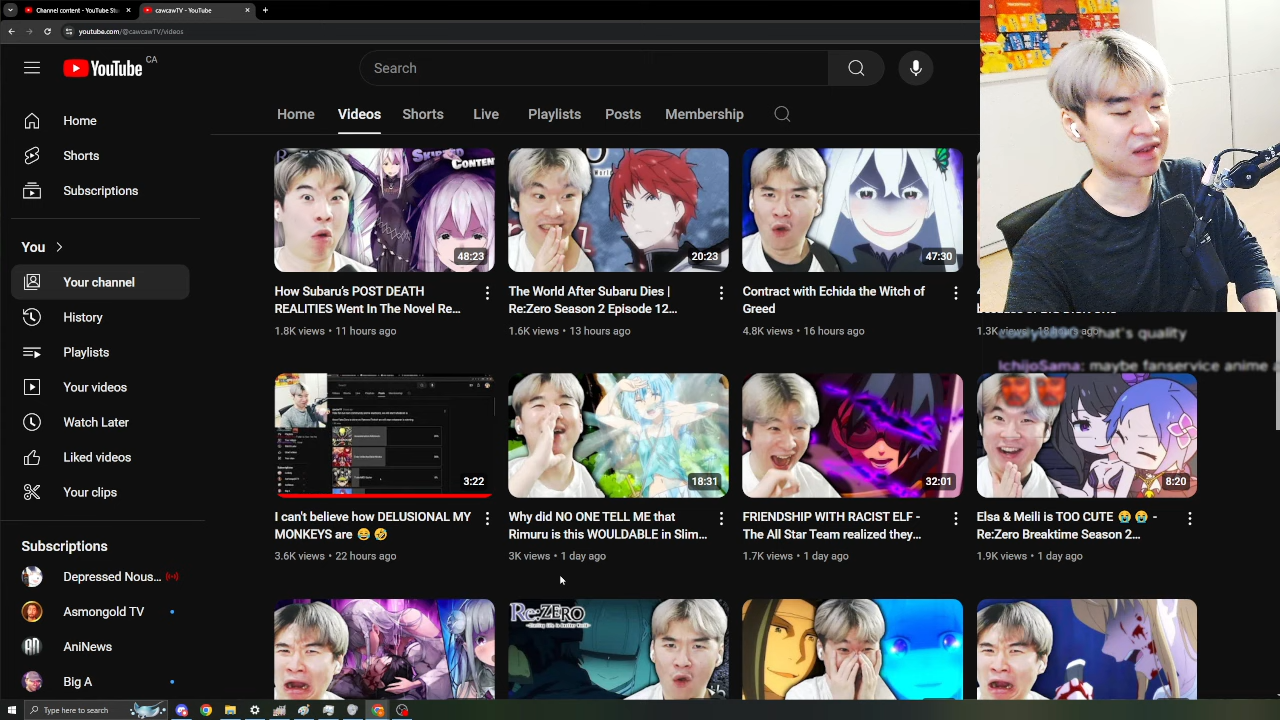 Channel content - YouTube Stu
cawcawTV - YouTube
youtube.com/@cawcawTV/videos
YouTube CA
Search
Home
Shorts
Subscriptions
You
Your channel
History
Playlists
Your videos
Watch Later
Liked videos
Your clips
Subscriptions
Depressed Nous...
Asmongold TV
AniNews
Big A
Home Videos Shorts Live Playlists Posts Membership
CONTENT
48:23
20:23
47:30
How Subaru's POST DEATH
REALITIES Went In The Novel Re...
1.8K views • 11 hours ago
The World After Subaru Dies |
Re:Zero Season 2 Episode 12...
1.6K views • 13 hours ago
Contract with Echida the Witch of
Greed
4.8K views • 16 hours ago
1.3K views • 18 hours ago
That's quality
IchijoSama: maybe fanservice anime
3:22
18:31
32:01
8:20
I can't believe how DELUSIONAL MY
MONKEYS are 😂 🤣
3.6K views • 22 hours ago
Why did NO ONE TELL ME that
Rimuru is this WOULDABLE in Slim...
3K views • 1 day ago
FRIENDSHIP WITH RACIST ELF -
The All Star Team realized they...
1.7K views • 1 day ago
Elsa & Meili is TOO CUTE 😭 😭 -
Re:Zero Breaktime Season 2...
1.9K views • 1 day ago
Re:ZERO
Type here to search